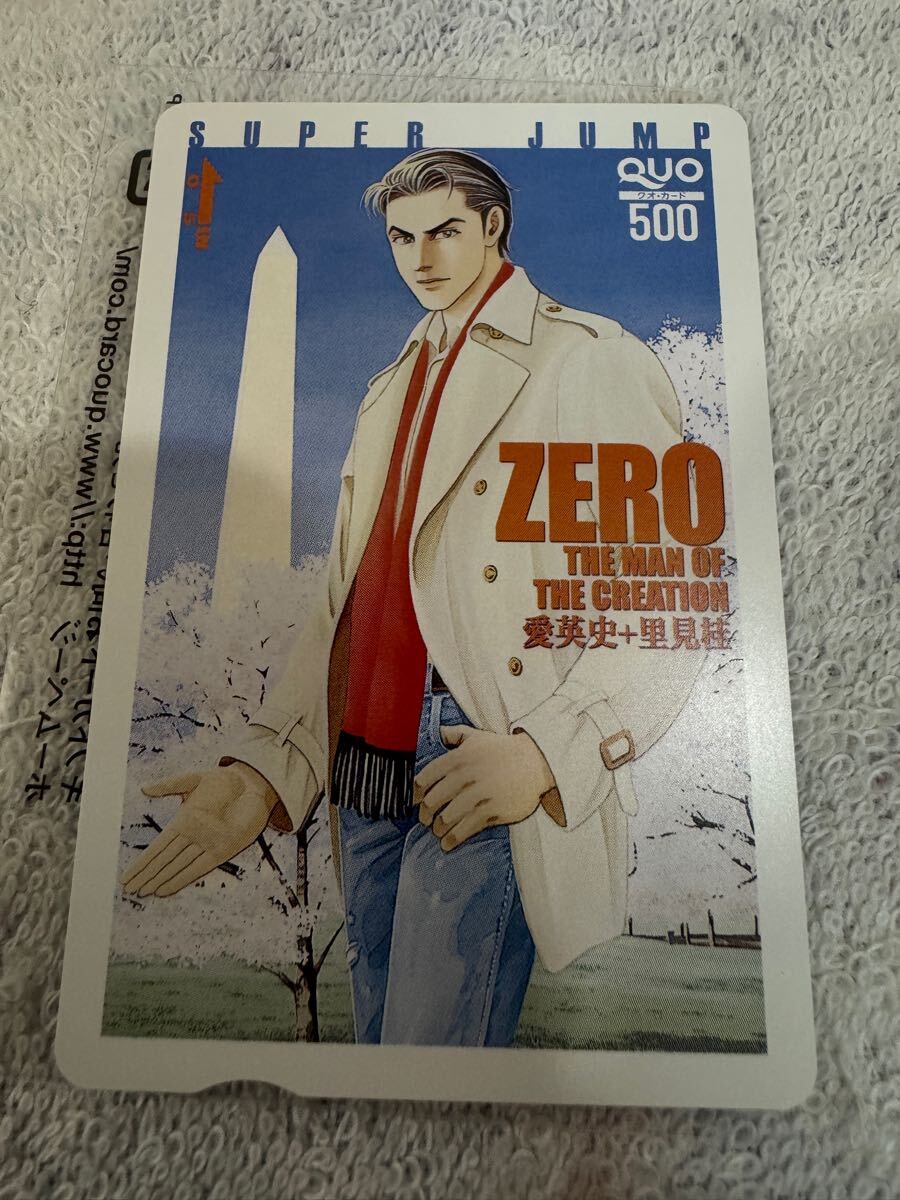 SUPER JUMP
QUO
クオ・カード
500
ZERO
THE MAN OF
THE CREATION
愛英史+里見桂
http://www.quocard.com/